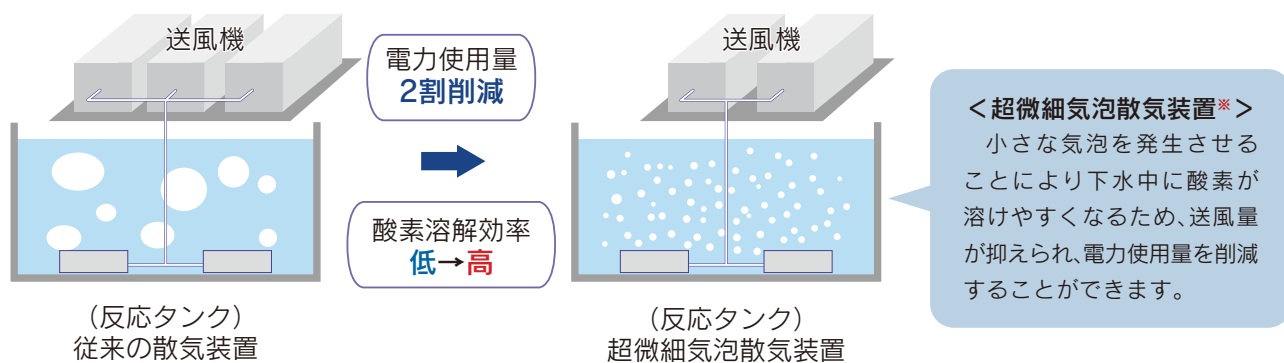 送風機
電力使用量
2割削減
送風機
<超微細気泡散気装置※>
小さな気泡を発生させる
ことにより下水中に酸素が
溶けやすくなるため、送風量
が抑えられ、電力使用量を削減
することができます。
酸素溶解効率
低→高
（反応タンク）
従来の散気装置
（反応タンク）
超微細気泡散気装置